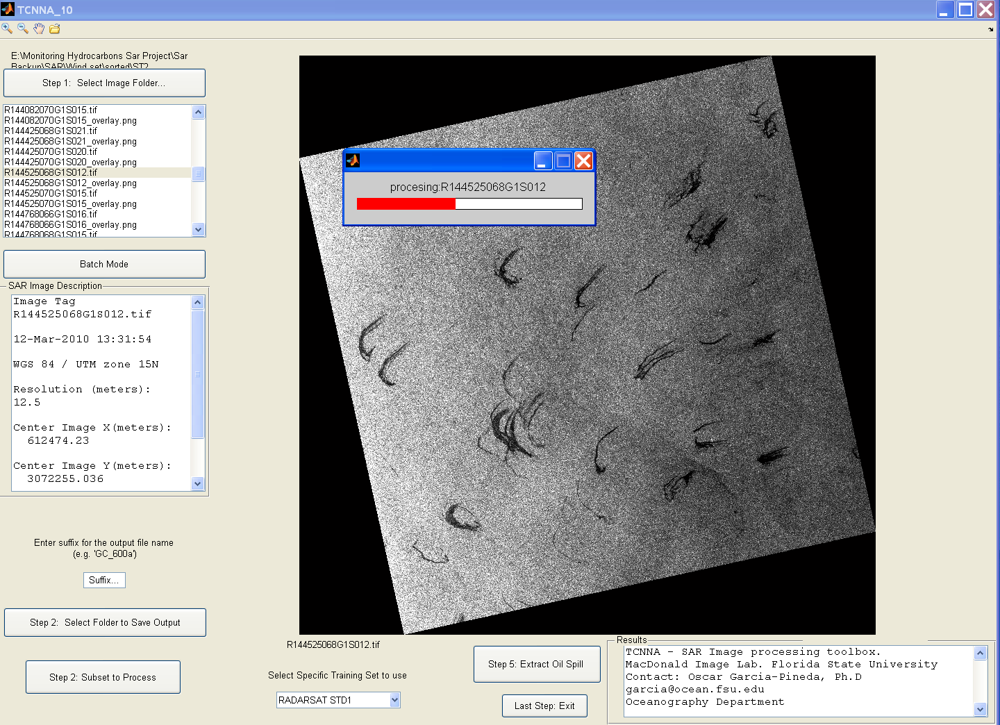 TCNNA_10
E:\Monitoring Hydrocarbons Sar Project\Sar
Backup\SAR\Wind set\sorted\ST2
Step 1:  Select Image Folder...
R144082070G1S015.tif
R144082070G1S015_overlay.png
R144425068G1S021.tif
R144425068G1S021_overlay.png
R144425070G1S020.tif
R144425070G1S020_overlay.png
R144525068G1S012.tif
R144525068G1S012_overlay.png
R144525070G1S015.tif
R144525070G1S015_overlay.png
R144768066G1S016.tif
R144768066G1S016_overlay.png
R144768068G1S015.tif
Batch Mode
SAR Image Description
Image Tag
R144525068G1S012.tif
12-Mar-2010 13:31:54
WGS 84 / UTM zone 15N
Resolution (meters):
12.5
Center Image X(meters):
612474.23
Center Image Y(meters):
3072255.036
Enter suffix for the output file name
(e.g. 'GC_600a')
Suffix...
Step 2:  Select Folder to Save Output
Step 2: Subset to Process
procesing:R144525068G1S012
R144525068G1S012.tif
Select Specific Training Set to use
RADARSAT STD1
Step 5: Extract Oil Spill
Last Step: Exit
Results
TCNNA - SAR Image processing toolbox.
MacDonald Image Lab. Florida State University
Contact: Oscar Garcia-Pineda, Ph.D
garcia@ocean.fsu.edu
Oceanography Department